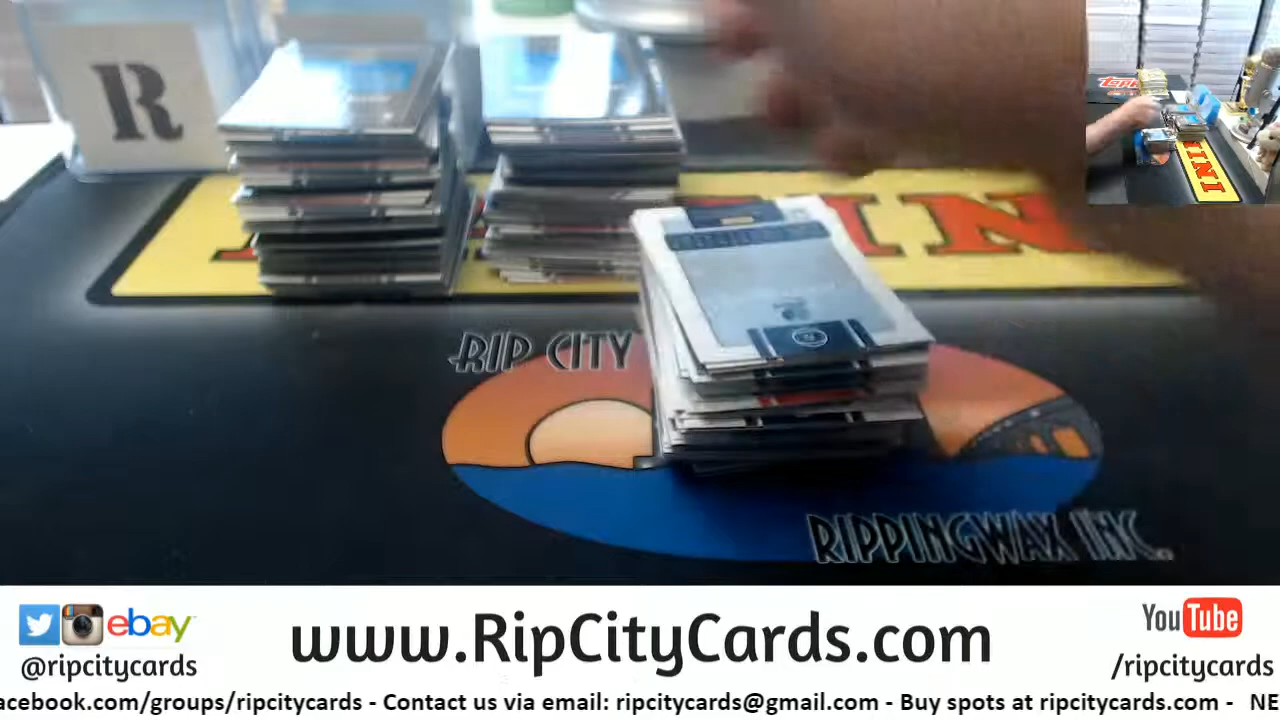 R
RIP CITY
RIPPINGWAX INC.
ebay
www.RipCityCards.com
YouTube
@ripcitycards
/ripcitycards
acebook.com/groups/ripcitycards - Contact us via email: ripcitycards@gmail.com - Buy spots at ripcitycards.com - NE